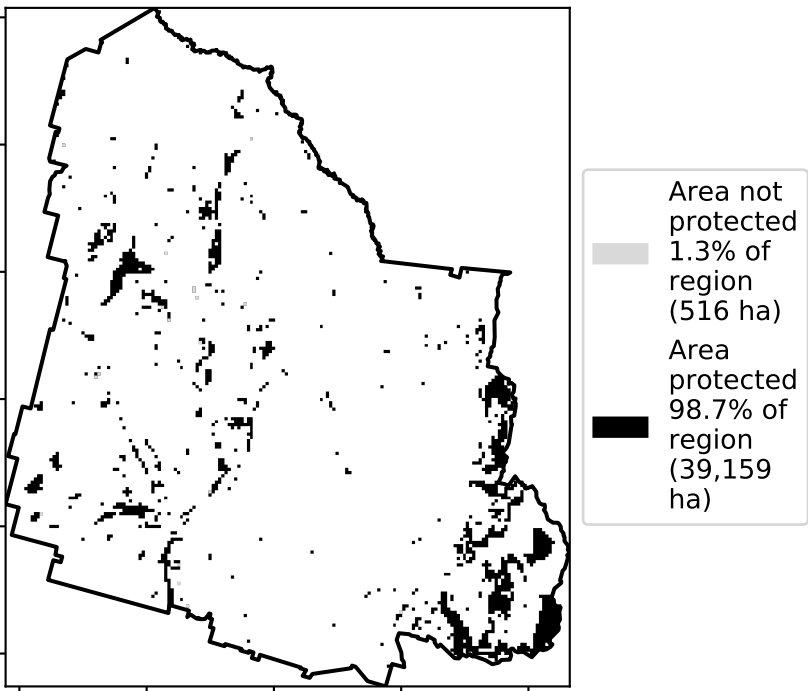 Area not
protected
1.3% of
region
(516 ha)
Area
protected
98.7% of
region
(39,159
ha)